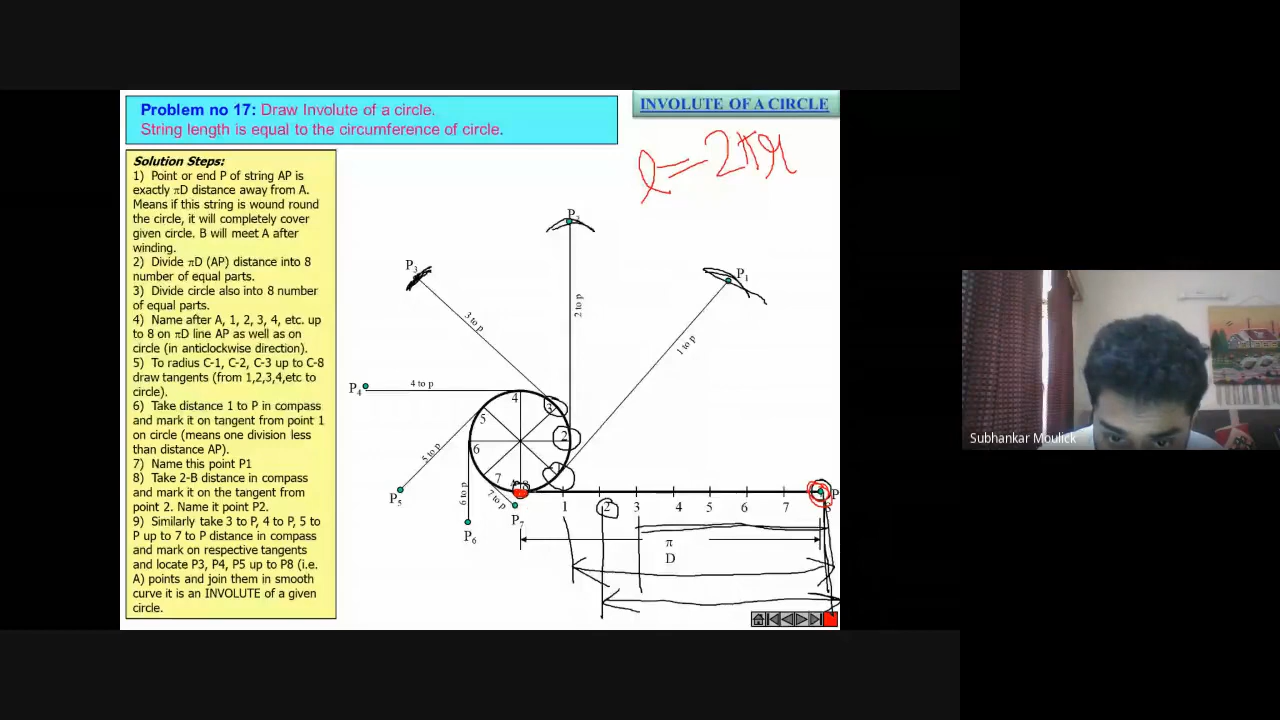 Problem no 17: Draw Involute of a circle.
String length is equal to the circumference of circle.
INVOLUTE OF A CIRCLE
l = 2πr
Solution Steps:
1) Point or end P of string AP is
exactly πD distance away from A.
Means if this string is wound round
the circle, it will completely cover
given circle. B will meet A after
winding.
2) Divide πD (AP) distance into 8
number of equal parts.
3) Divide circle also into 8 number
of equal parts.
4) Name after A, 1, 2, 3, 4, etc. up
to 8 on πD line AP as well as on
circle (in anticlockwise direction).
5) To radius C-1, C-2, C-3 up to C-8
draw tangents (from 1,2,3,4,etc to
circle).
6) Take distance 1 to P in compass
and mark it on tangent from point 1
on circle (means one division less
than distance AP).
7) Name this point P1
8) Take 2-B distance in compass
and mark it on the tangent from
point 2. Name it point P2.
9) Similarly take 3 to P, 4 to P, 5 to
P up to 7 to P distance in compass
and mark on respective tangents
and locate P3, P4, P5 up to P8 (i.e.
A) points and join them in smooth
curve it is an INVOLUTE of a given
circle.
P2
P3
P1
2 to p
3 to p
1 to p
P4
4 to p
4
3
5
2
5 to p
6
7
8
6 to p
7 to p
P
P5
1 2 3 4 5 6 7 8
P7
P6
π
D
Subhankar Moulick